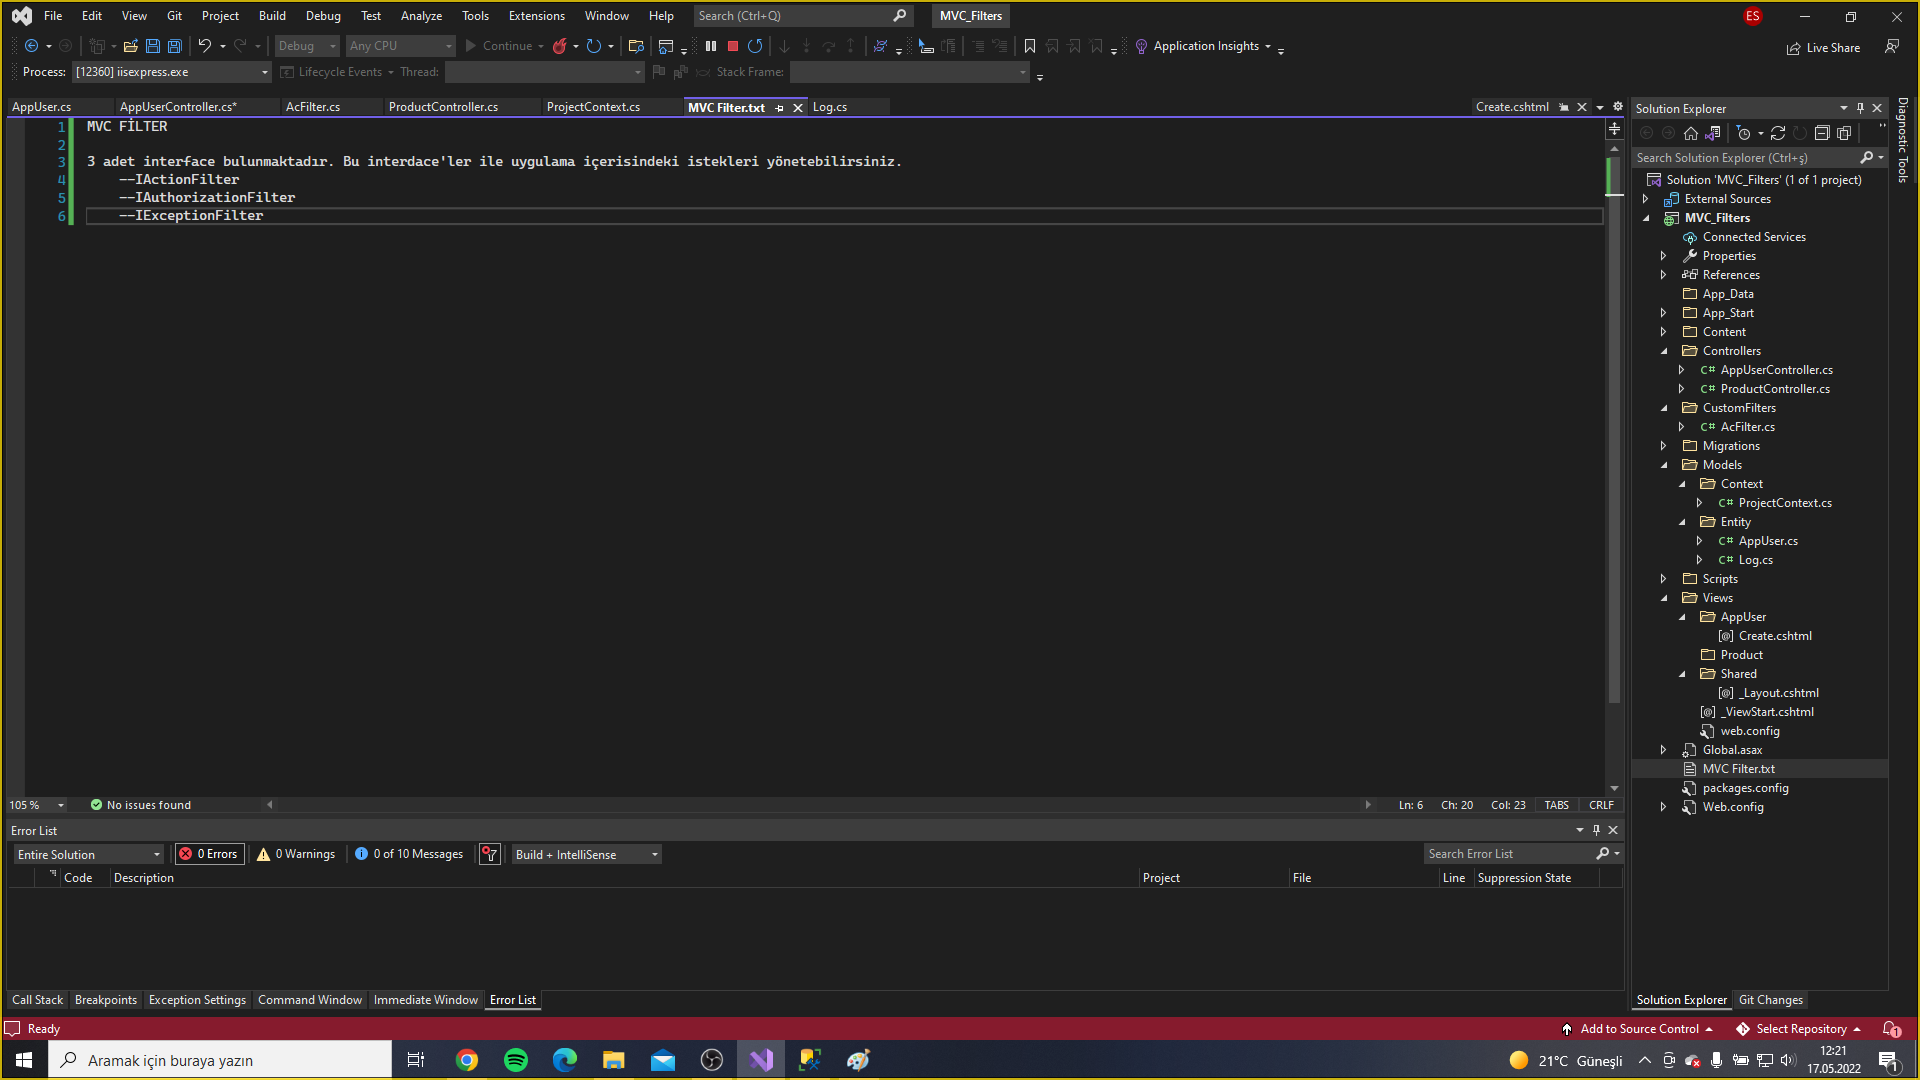 File Edit View Git Project Build Debug Test Analyze Tools Extensions Window Help Search (Ctrl+Q) MVC_Filters ES
Debug Any CPU Continue Application Insights Live Share
Process: [12360] iisexpress.exe Lifecycle Events Thread: Stack Frame:
AppUser.cs AppUserController.cs* AcFilter.cs ProductController.cs ProjectContext.cs MVC Filter.txt Log.cs Create.cshtml
1 MVC FİLTER
2
3 3 adet interface bulunmaktadır. Bu interdace'ler ile uygulama içerisindeki istekleri yönetebilirsiniz.
4 --IActionFilter
5 --IAuthorizationFilter
6 --IExceptionFilter
105 % No issues found Ln: 6 Ch: 20 Col: 23 TABS CRLF
Error List
Entire Solution 0 Errors 0 Warnings 0 of 10 Messages Build + IntelliSense Search Error List
Code Description Project File Line Suppression State
Call Stack Breakpoints Exception Settings Command Window Immediate Window Error List
Solution Explorer
Search Solution Explorer (Ctrl+ş)
Solution 'MVC_Filters' (1 of 1 project)
External Sources
MVC_Filters
Connected Services
Properties
References
App_Data
App_Start
Content
Controllers
C# AppUserController.cs
C# ProductController.cs
CustomFilters
C# AcFilter.cs
Migrations
Models
Context
C# ProjectContext.cs
Entity
C# AppUser.cs
C# Log.cs
Scripts
Views
AppUser
[@] Create.cshtml
Product
Shared
[@] _Layout.cshtml
[@] _ViewStart.cshtml
web.config
Global.asax
MVC Filter.txt
packages.config
Web.config
Solution Explorer Git Changes
Diagnostic Tools
Ready Add to Source Control Select Repository 1
Aramak için buraya yazın 21°C Güneşli 12:21
17.05.2022 1